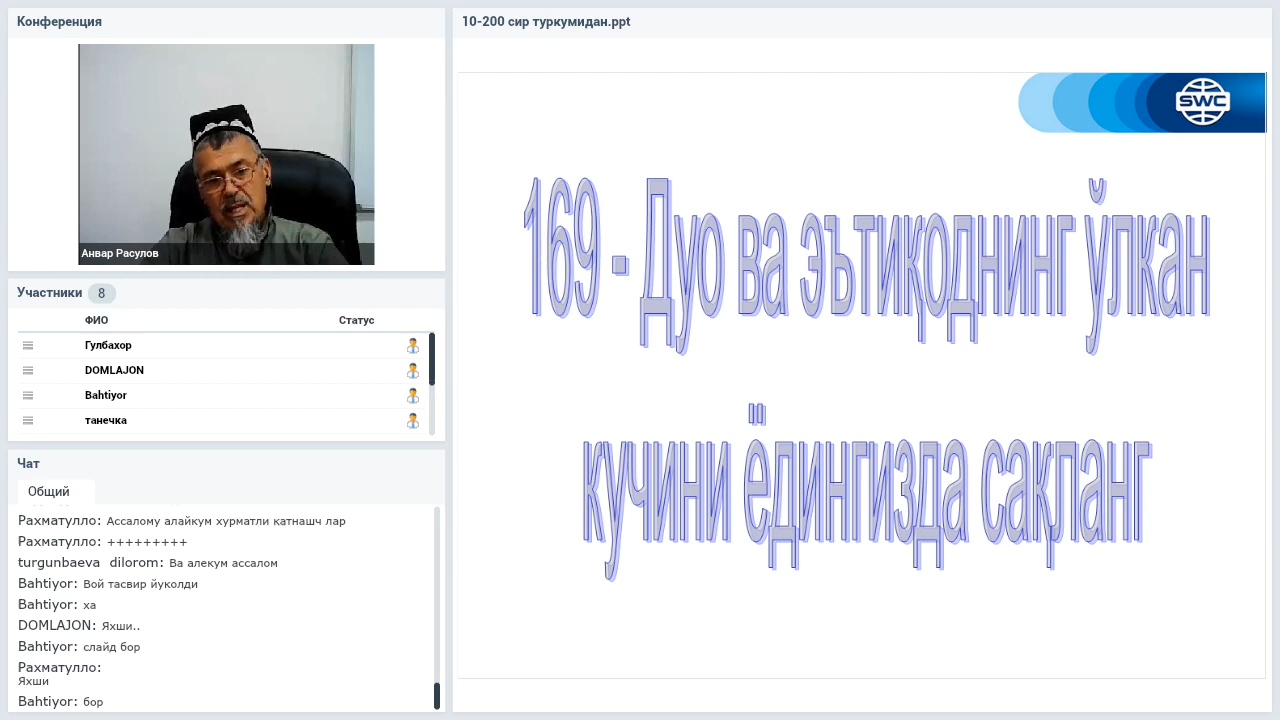 Конференция
Анвар Расулов
Участники 8
ФИО Статус
Гулбахор
DOMLAJON
Bahtiyor
танечка
Чат
Общий
Рахматулло: Ассалому алайкум хурматли катнашч лар
Рахматулло: +++++++++
turgunbaeva dilorom: Ва алекум ассалом
Bahtiyor: Вой тасвир йуколди
Bahtiyor: ха
DOMLAJON: Яхши..
Bahtiyor: слайд бор
Рахматулло:
Яхши
Bahtiyor: бор
10-200 сир туркумидан.ppt
SWC
169 - Дуо ва эътиқоднинг ўлкан
кучини ёдингизда сақланг